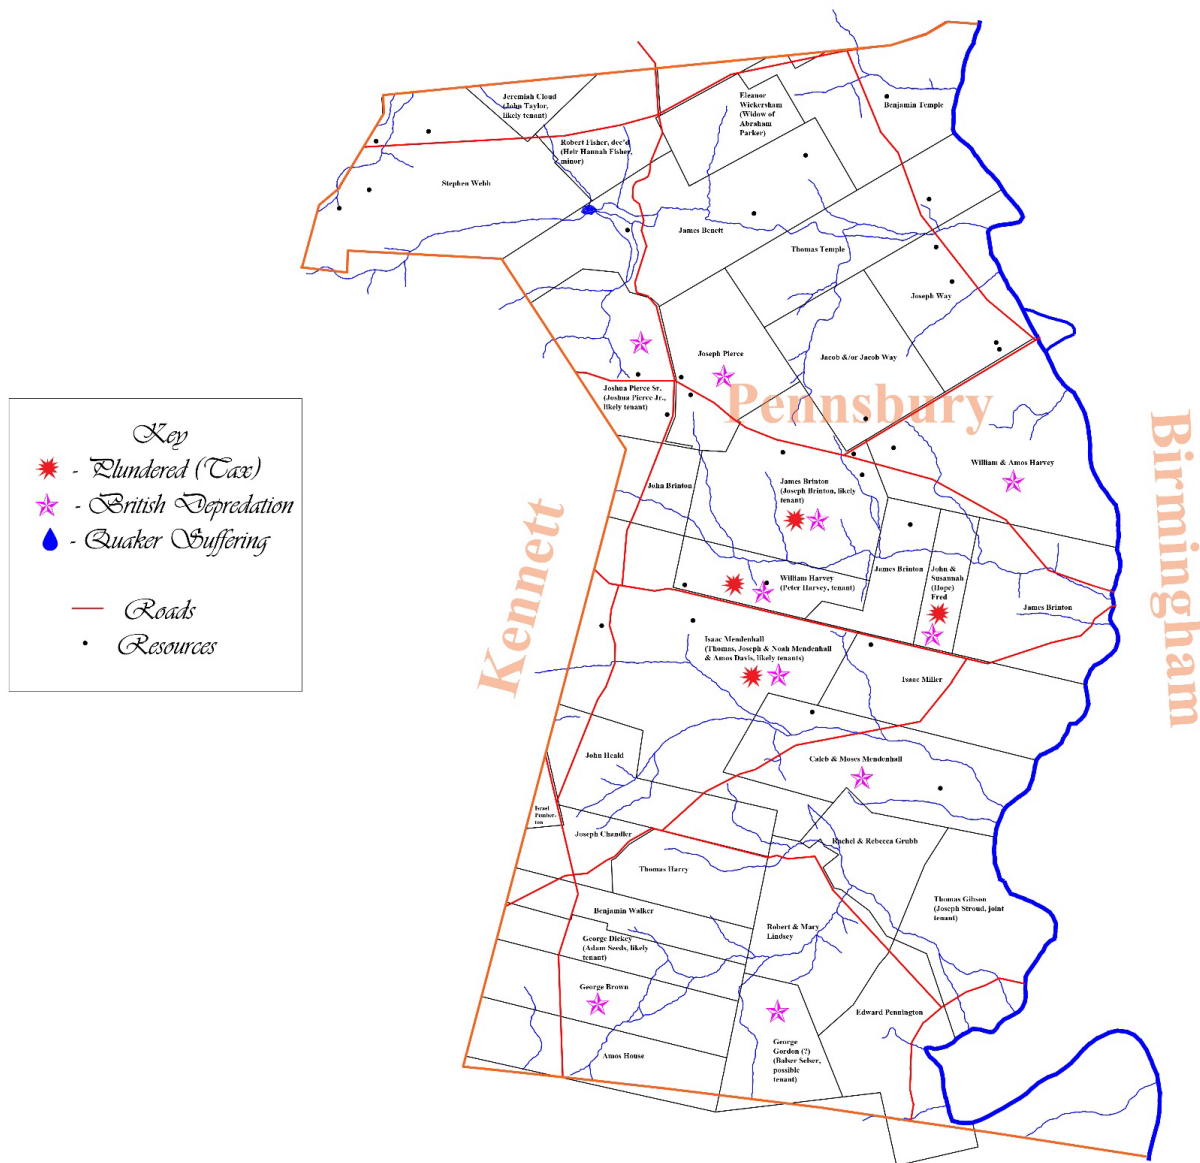 Jeremiah Cloud
(John Taylor,
likely tenant)
Eleanor
Wickersham
(Widow of
Abraham
Parker)
Benjamin Temple
Robert Fisher, dec'd
(Heir Hannah Fisher,
minor)
Stephen Webb
James Benett
Thomas Temple
Joseph Way
Joseph Pierce
Jacob &/or Jacob Way
Joshua Pierce Sr.
(Joshua Pierce Jr.,
likely tenant)
Pennsbury
Birmingham
Kennett
Key
- Plundered (Tax)
- British Depredation
- Quaker Suffering
- Roads
- Resources
William & Amos Harvey
John Brinton
James Brinton
(Joseph Brinton, likely
tenant)
James Brinton
John &
Susannah
(Hope)
Fred
William Harvey
(Peter Harvey, tenant)
James Brinton
Isaac Mendenhall
(Thomas, Joseph & Noah Mendenhall
& Amos Davis, likely tenants)
Isaac Miller
John Heald
Caleb & Moses Mendenhall
Israel
Pember-
ton
Joseph Chandler
Rachel & Rebecca Grubb
Thomas Harry
Thomas Gibson
(Joseph Stroud, joint
tenant)
Benjamin Walker
Robert & Mary
Lindsey
George Dickey
(Adam Seeds, likely
tenant)
George Brown
Edward Pennington
Amos House
George
Gordon (?)
(Balser Selser,
possible
tenant)